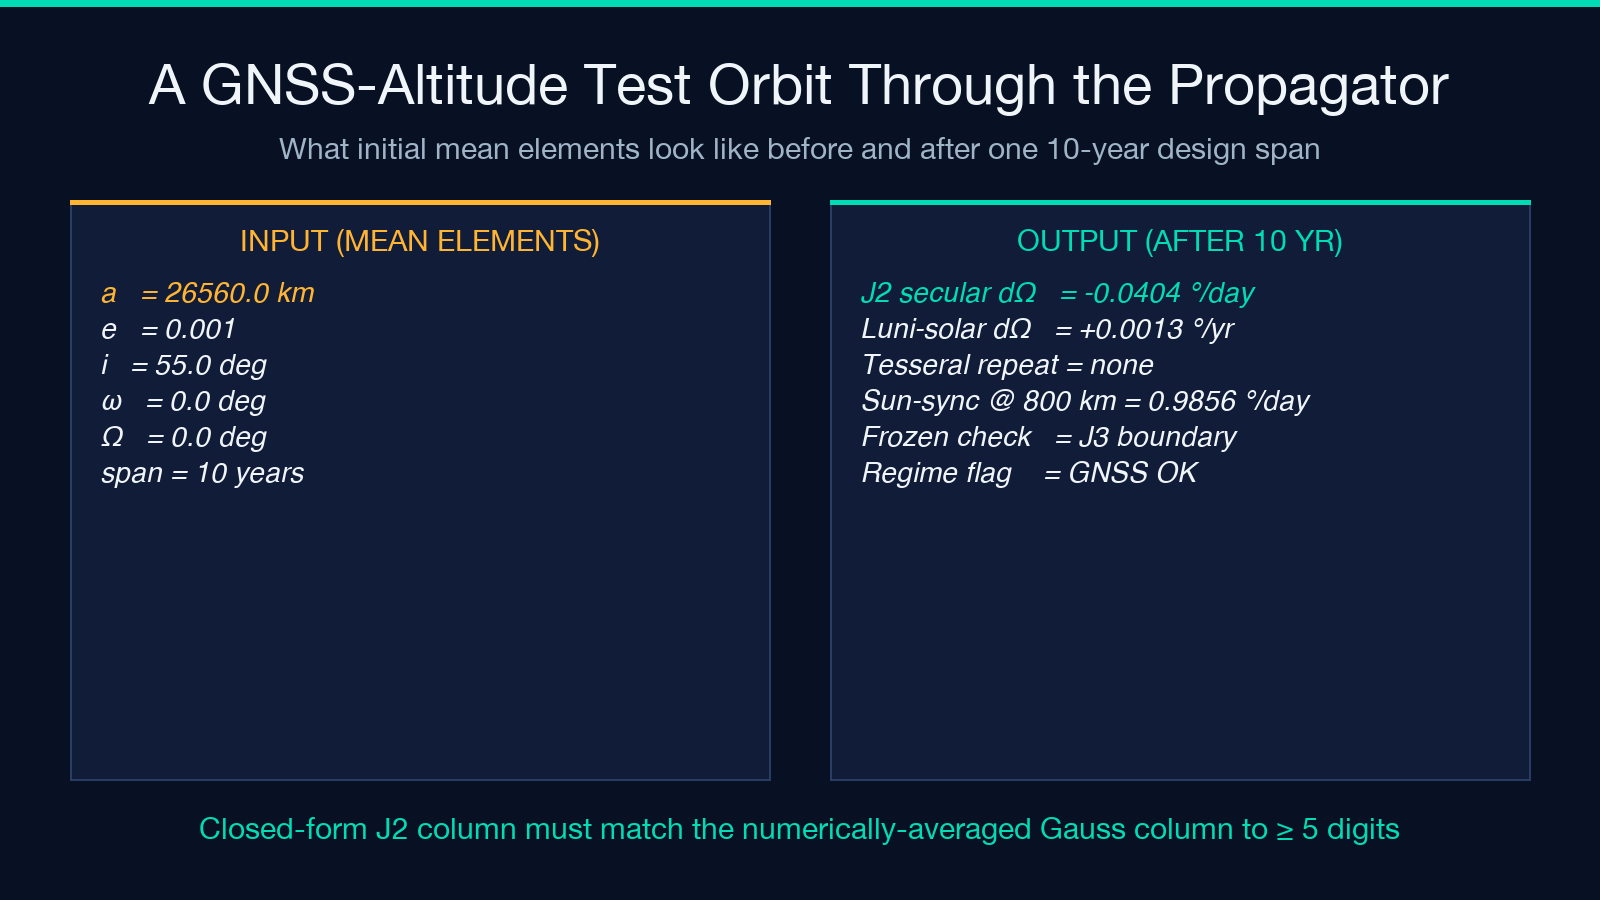 A GNSS-Altitude Test Orbit Through the Propagator
What initial mean elements look like before and after one 10-year design span
INPUT (MEAN ELEMENTS)
a = 26560.0 km
e = 0.001
i = 55.0 deg
ω = 0.0 deg
Ω = 0.0 deg
span = 10 years
OUTPUT (AFTER 10 YR)
J2 secular dΩ = -0.0404 °/day
Luni-solar dΩ = +0.0013 °/yr
Tesseral repeat = none
Sun-sync @ 800 km = 0.9856 °/day
Frozen check = J3 boundary
Regime flag = GNSS OK
Closed-form J2 column must match the numerically-averaged Gauss column to ≥ 5 digits